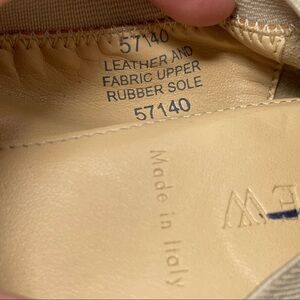 57140
LEATHER AND
FABRIC UPPER
RUBBER SOLE
57140
Made in Italy